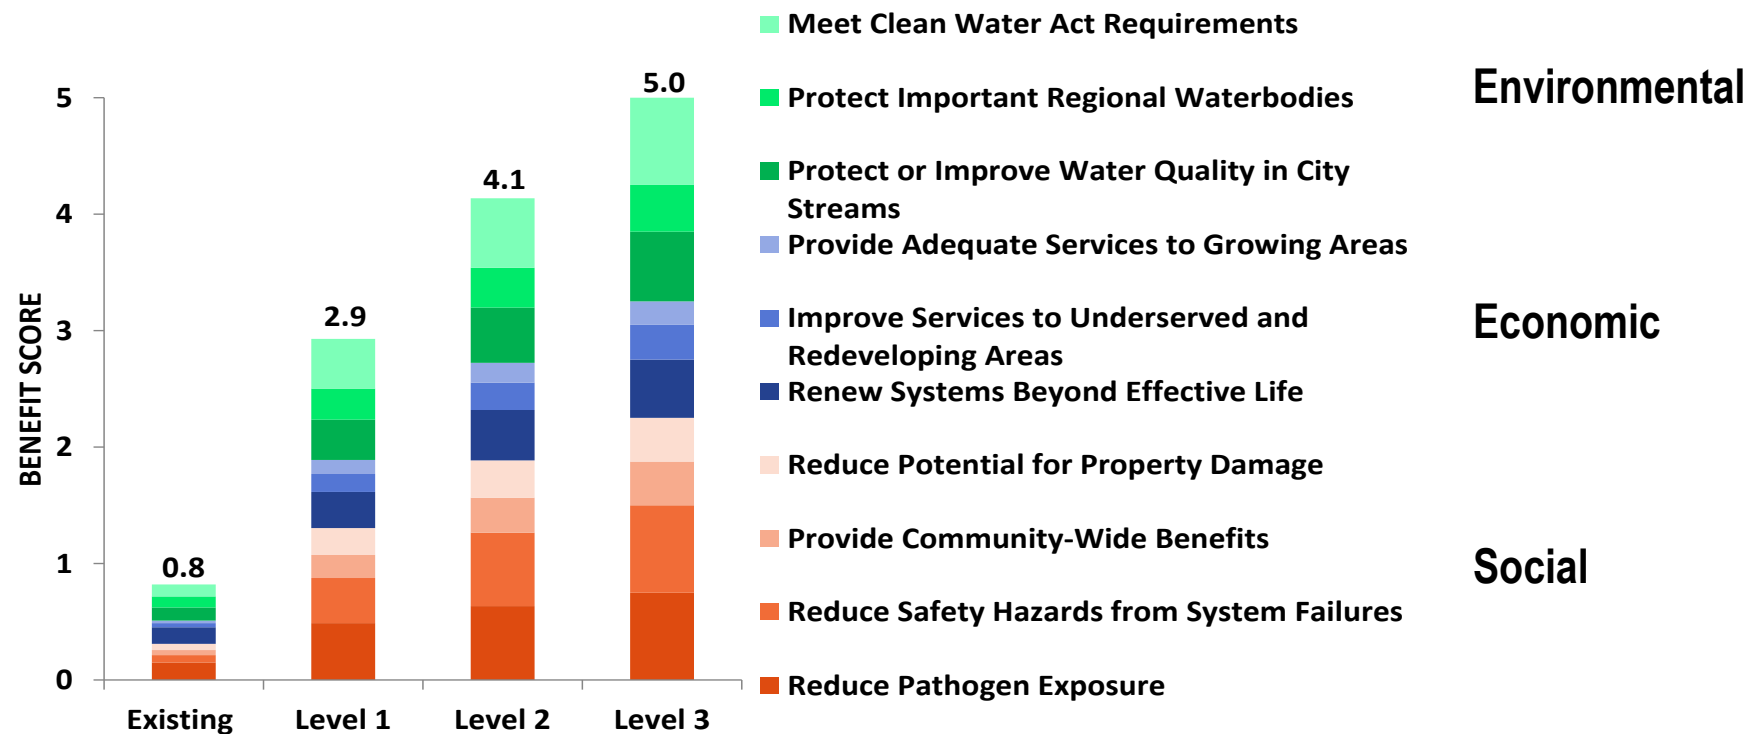 Meet Clean Water Act Requirements
Protect Important Regional Waterbodies
Protect or Improve Water Quality in City
Streams
Provide Adequate Services to Growing Areas
Improve Services to Underserved and
Redeveloping Areas
Renew Systems Beyond Effective Life
Reduce Potential for Property Damage
Provide Community-Wide Benefits
Reduce Safety Hazards from System Failures
Reduce Pathogen Exposure
Environmental
Economic
Social
BENEFIT SCORE
5
4
3
2
1
0
0.8
2.9
4.1
5.0
Existing
Level 1
Level 2
Level 3